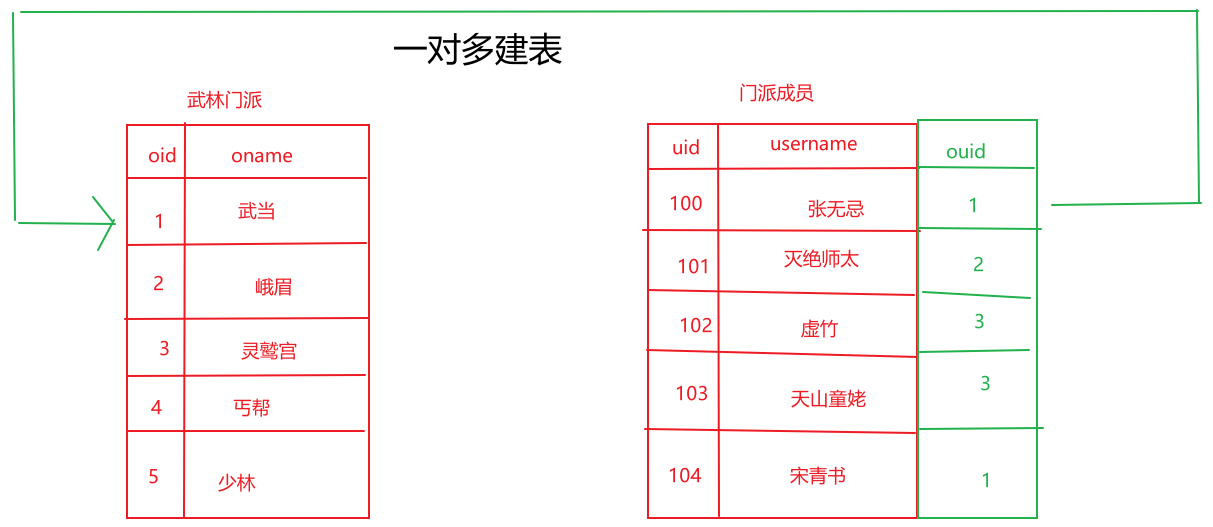 一对多建表
武林门派
oid oname
1 武当
2 峨眉
3 灵鹫宫
4 丐帮
5 少林
门派成员
uid username ouid
100 张无忌 1
101 灭绝师太 2
102 虚竹 3
103 天山童姥 3
104 宋青书 1